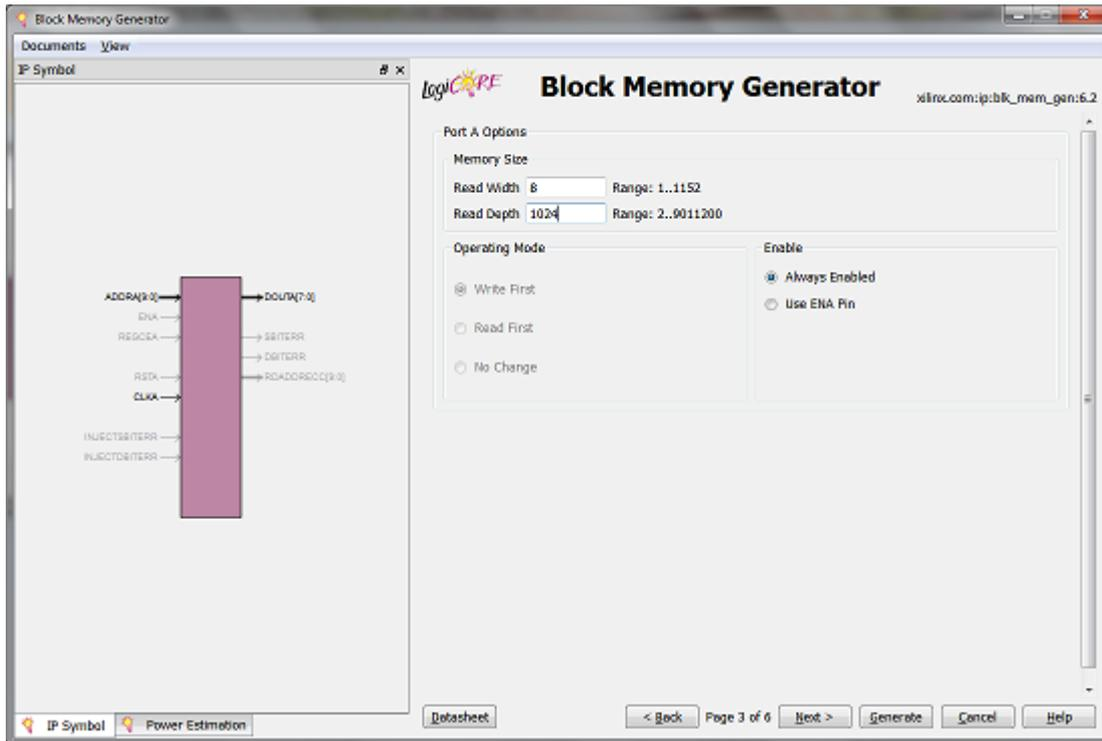 Block Memory Generator
Documents View
IP Symbol
LogiCORE
Block Memory Generator
xilinx.com:ip:blk_mem_gen:6.2
Port A Options
Memory Size
Read Width 8 Range: 1..1152
Read Depth 1024 Range: 2..9011200
Operating Mode
Write First
Read First
No Change
Enable
Always Enabled
Use ENA Pin
ADDRA[9:0]
DOUTA[7:0]
ENA
REGCEA
SBITERR
DBITERR
RSTA
RDADDRECC[9:0]
CLKA
INJECTSBITERR
INJECTDBITERR
IP Symbol
Power Estimation
Datasheet
< Back Page 3 of 6 Next > Generate Cancel Help